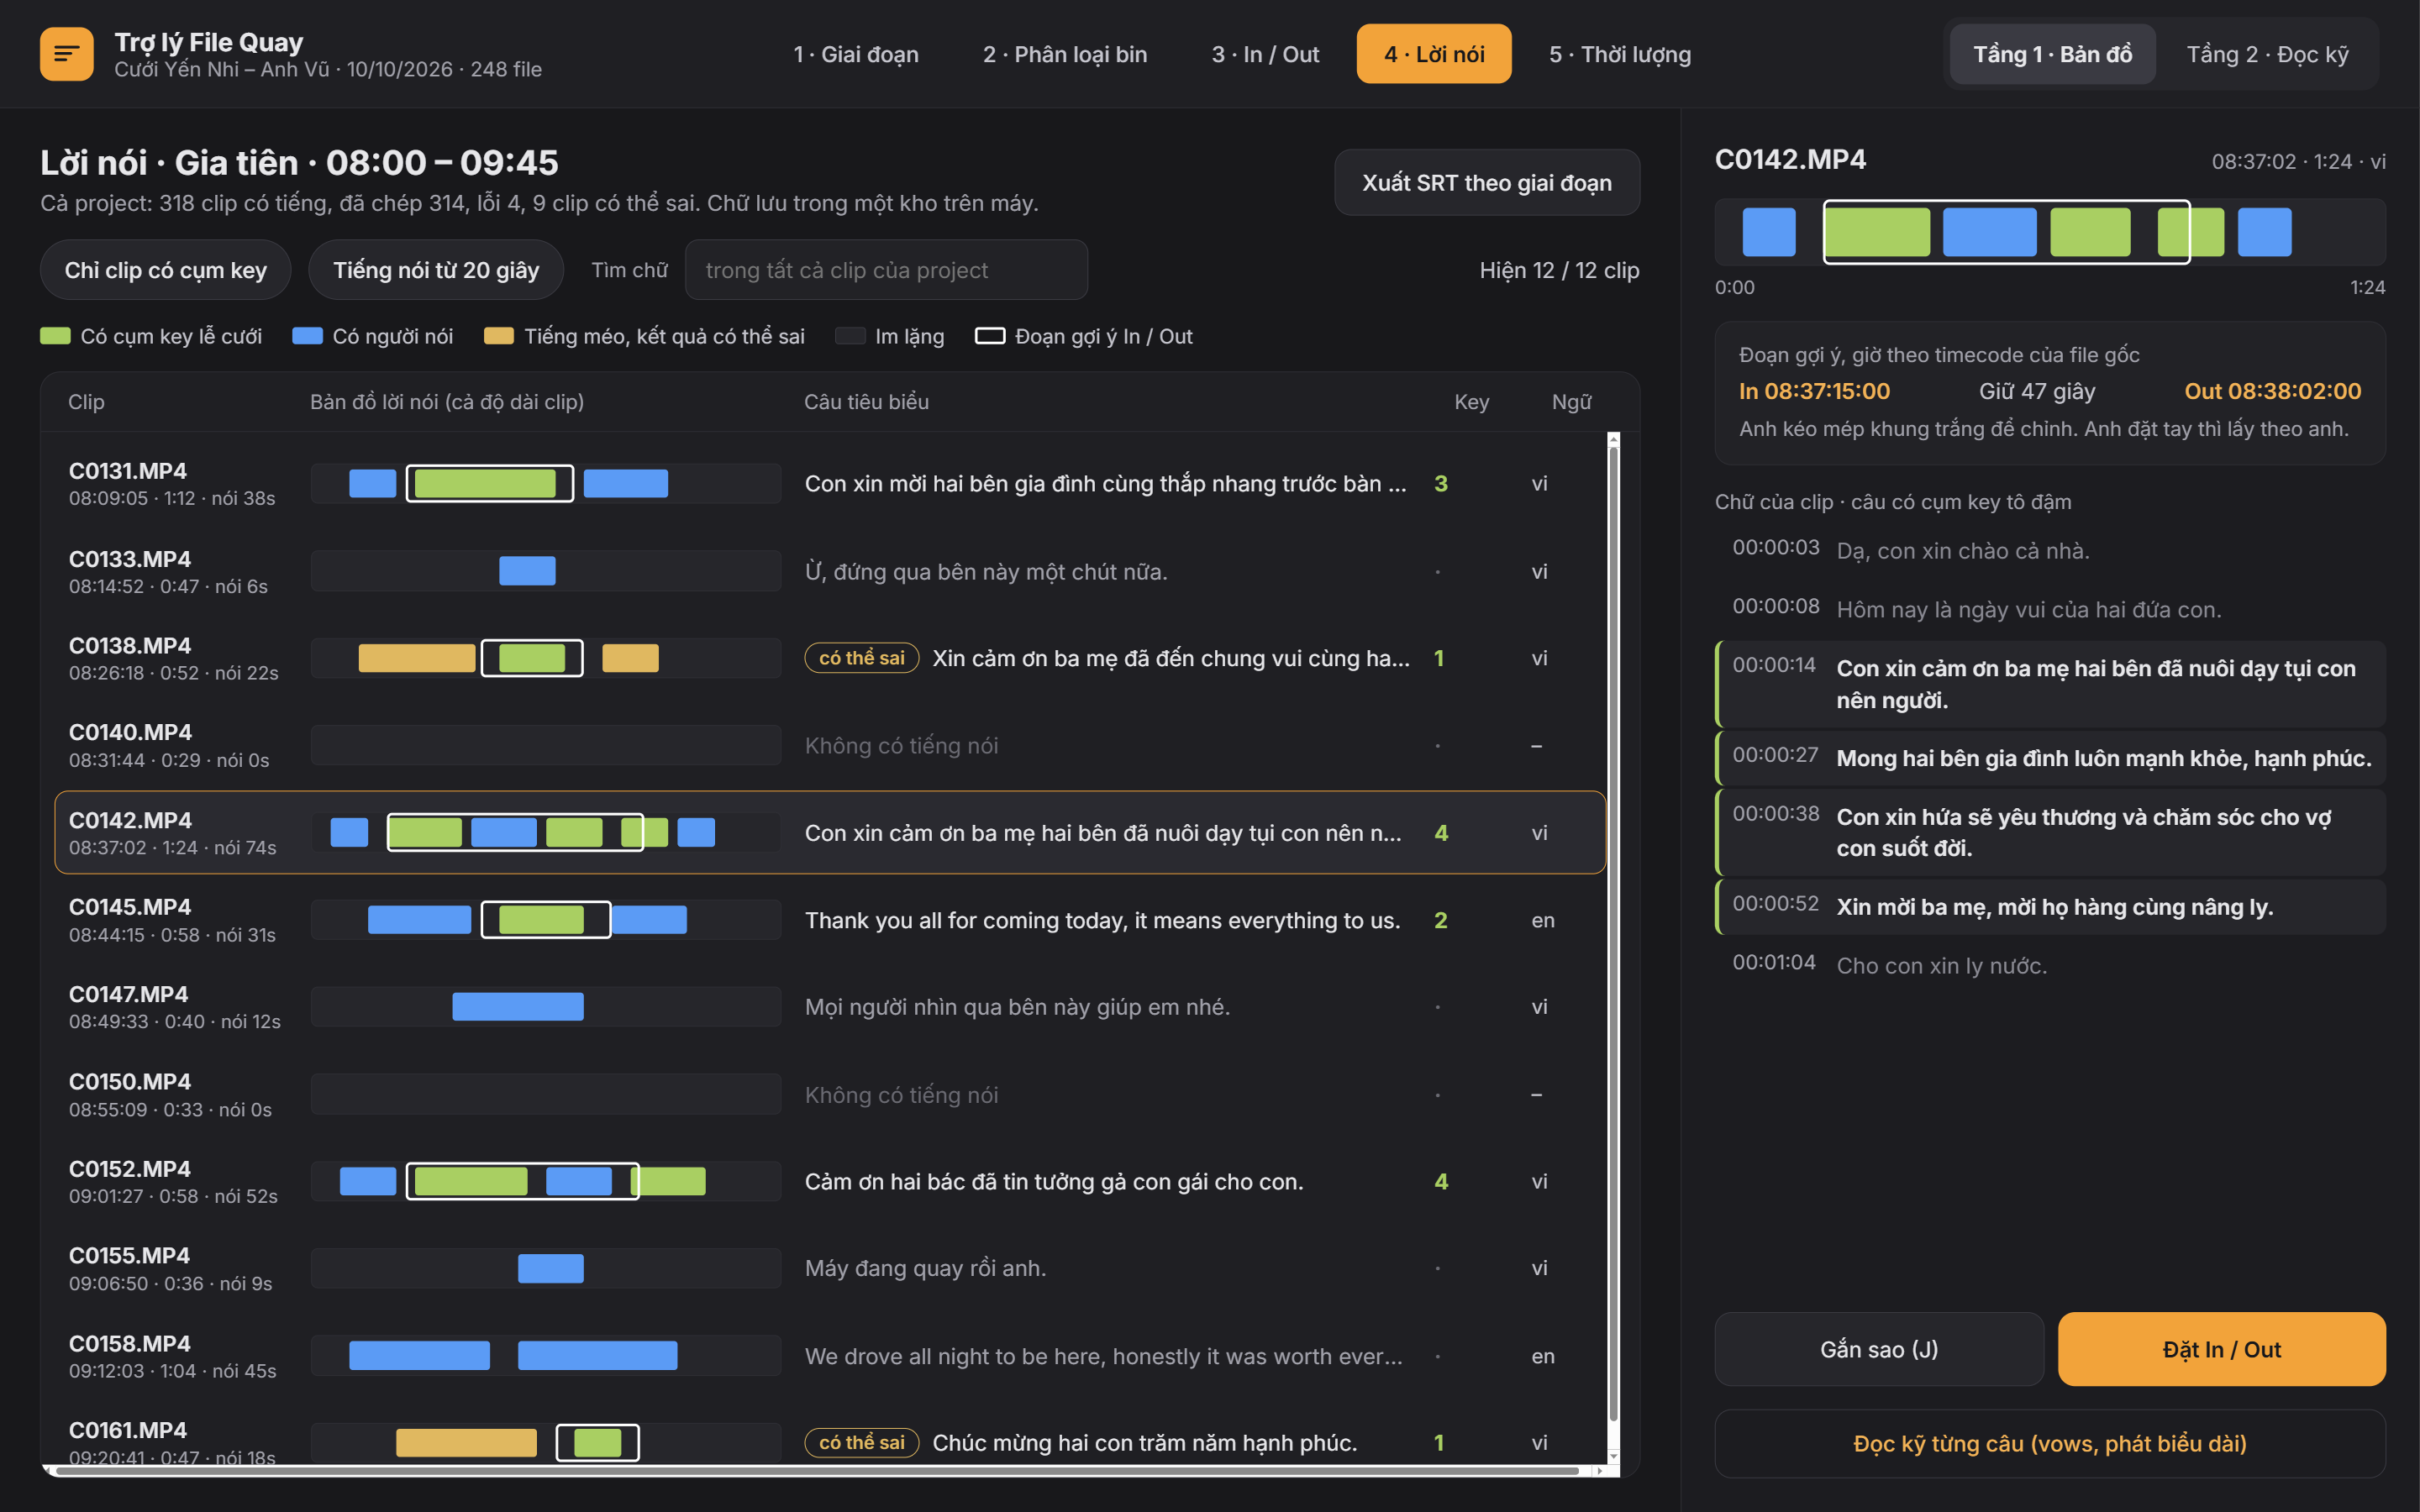 Trợ lý File Quay
Cưới Yến Nhi – Anh Vũ · 10/10/2026 · 248 file
1 · Giai đoạn
2 · Phân loại bin
3 · In / Out
4 · Lời nói
5 · Thời lượng
Tầng 1 · Bản đồ
Tầng 2 · Đọc kỹ
Lời nói · Gia tiên · 08:00 – 09:45
Cả project: 318 clip có tiếng, đã chép 314, lỗi 4, 9 clip có thể sai. Chữ lưu trong một kho trên máy.
Xuất SRT theo giai đoạn
Chỉ clip có cụm key
Tiếng nói từ 20 giây
Tìm chữ
trong tất cả clip của project
Hiện 12 / 12 clip
Có cụm key lễ cưới
Có người nói
Tiếng méo, kết quả có thể sai
Im lặng
Đoạn gợi ý In / Out
Clip
Bản đồ lời nói (cả độ dài clip)
Câu tiêu biểu
Key
Ngữ
C0131.MP4
08:09:05 · 1:12 · nói 38s
Con xin mời hai bên gia đình cùng thắp nhang trước bàn ...
3
vi
C0133.MP4
08:14:52 · 0:47 · nói 6s
Ừ, đứng qua bên này một chút nữa.
·
vi
C0138.MP4
08:26:18 · 0:52 · nói 22s
có thể sai
Xin cảm ơn ba mẹ đã đến chung vui cùng ha...
1
vi
C0140.MP4
08:31:44 · 0:29 · nói 0s
Không có tiếng nói
·
–
C0142.MP4
08:37:02 · 1:24 · nói 74s
Con xin cảm ơn ba mẹ hai bên đã nuôi dạy tụi con nên n...
4
vi
C0145.MP4
08:44:15 · 0:58 · nói 31s
Thank you all for coming today, it means everything to us.
2
en
C0147.MP4
08:49:33 · 0:40 · nói 12s
Mọi người nhìn qua bên này giúp em nhé.
·
vi
C0150.MP4
08:55:09 · 0:33 · nói 0s
Không có tiếng nói
·
–
C0152.MP4
09:01:27 · 0:58 · nói 52s
Cảm ơn hai bác đã tin tưởng gả con gái cho con.
4
vi
C0155.MP4
09:06:50 · 0:36 · nói 9s
Máy đang quay rồi anh.
·
vi
C0158.MP4
09:12:03 · 1:04 · nói 45s
We drove all night to be here, honestly it was worth ever...
·
en
C0161.MP4
09:20:41 · 0:47 · nói 18s
có thể sai
Chúc mừng hai con trăm năm hạnh phúc.
1
vi
C0142.MP4
08:37:02 · 1:24 · vi
0:00
1:24
Đoạn gợi ý, giờ theo timecode của file gốc
In 08:37:15:00
Giữ 47 giây
Out 08:38:02:00
Anh kéo mép khung trắng để chỉnh. Anh đặt tay thì lấy theo anh.
Chữ của clip · câu có cụm key tô đậm
00:00:03 Dạ, con xin chào cả nhà.
00:00:08 Hôm nay là ngày vui của hai đứa con.
00:00:14 Con xin cảm ơn ba mẹ hai bên đã nuôi dạy tụi con
nên người.
00:00:27 Mong hai bên gia đình luôn mạnh khỏe, hạnh phúc.
00:00:38 Con xin hứa sẽ yêu thương và chăm sóc cho vợ
con suốt đời.
00:00:52 Xin mời ba mẹ, mời họ hàng cùng nâng ly.
00:01:04 Cho con xin ly nước.
Gắn sao (J)
Đặt In / Out
Đọc kỹ từng câu (vows, phát biểu dài)